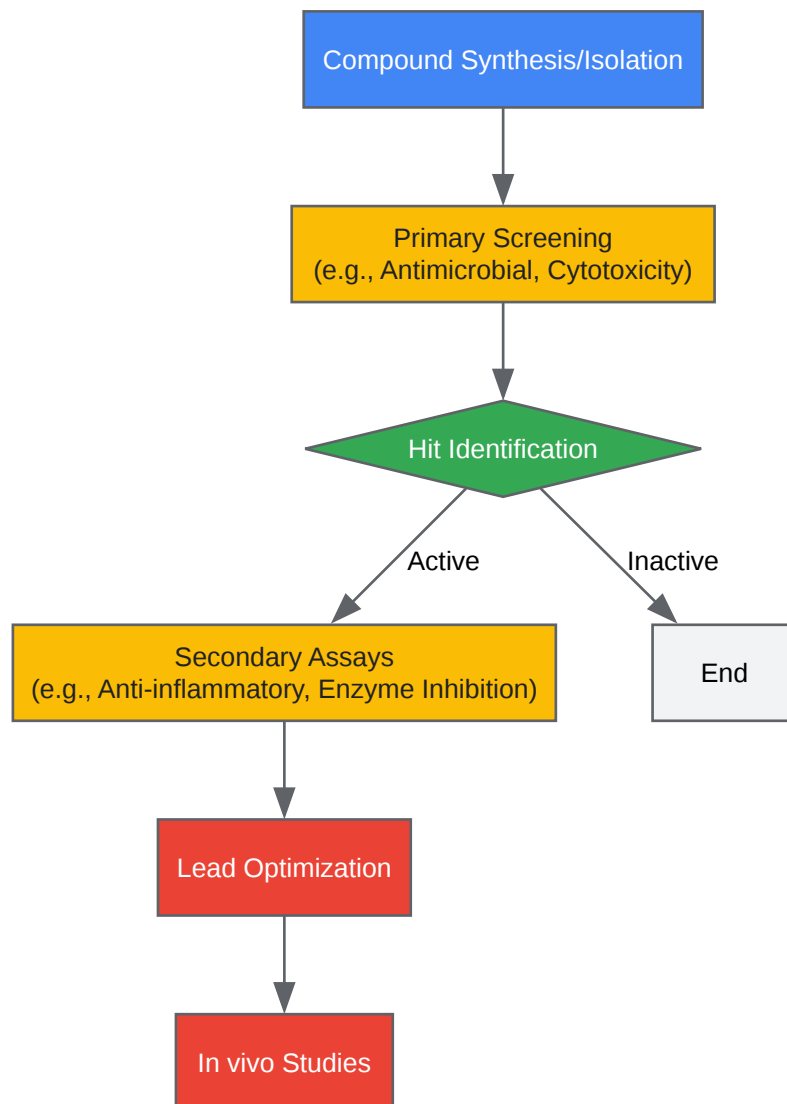 Compound Synthesis/Isolation
Primary Screening
(e.g., Antimicrobial, Cytotoxicity)
Hit Identification
Active
Inactive
Secondary Assays
(e.g., Anti-inflammatory, Enzyme Inhibition)
End
Lead Optimization
In vivo Studies